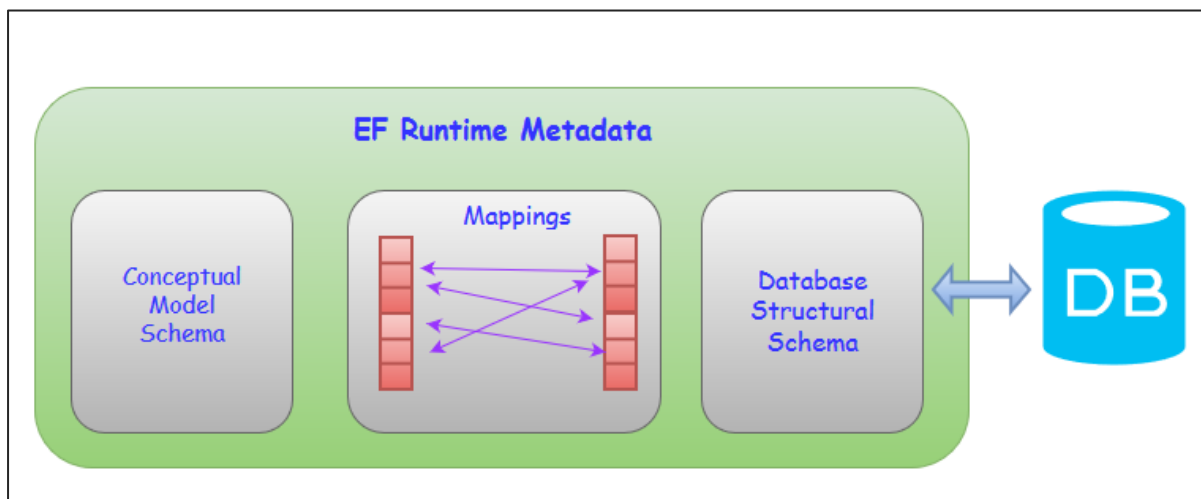 EF Runtime Metadata
Conceptual
Model
Schema
Mappings
Database
Structural
Schema
DB